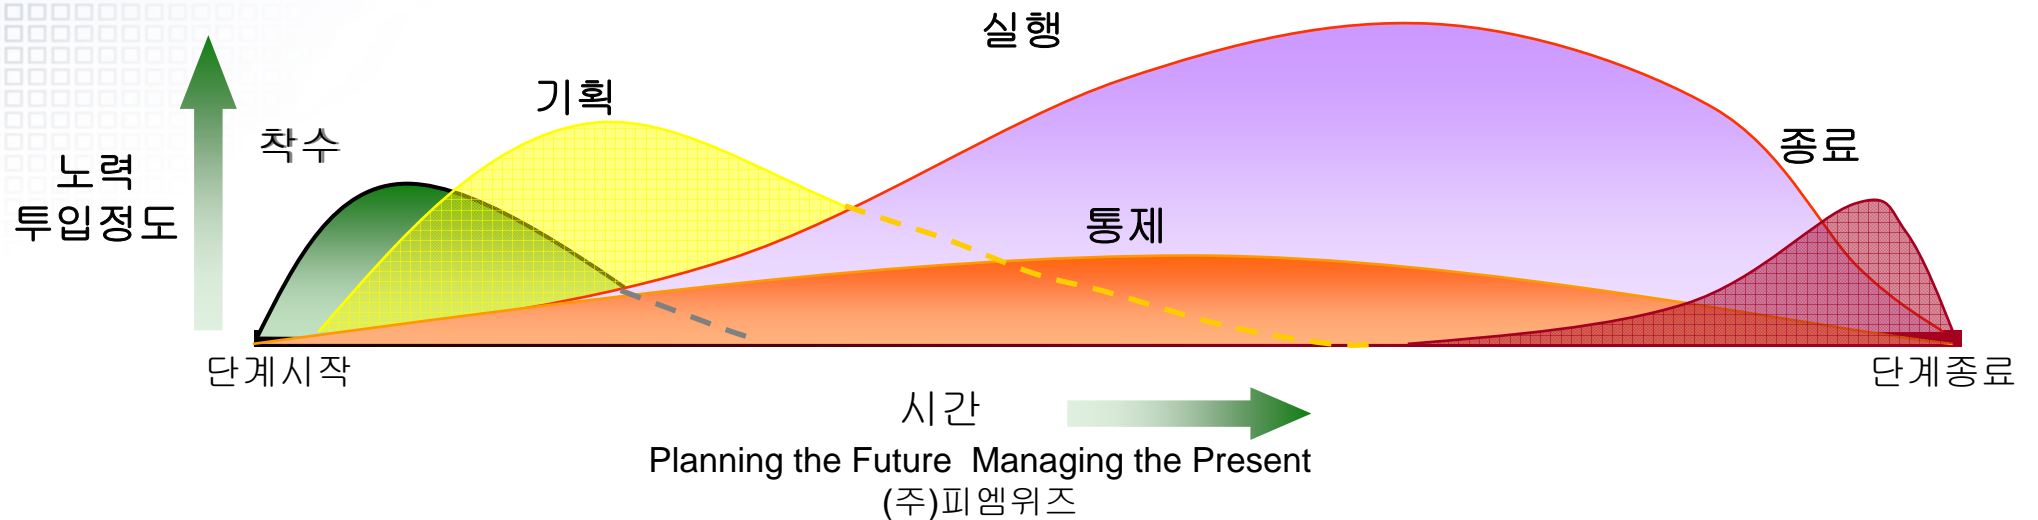 실행
기획
착수
종료
노력
투입정도
통제
단계시작
단계종료
시간
Planning the Future  Managing the Present
(주)피엠위즈